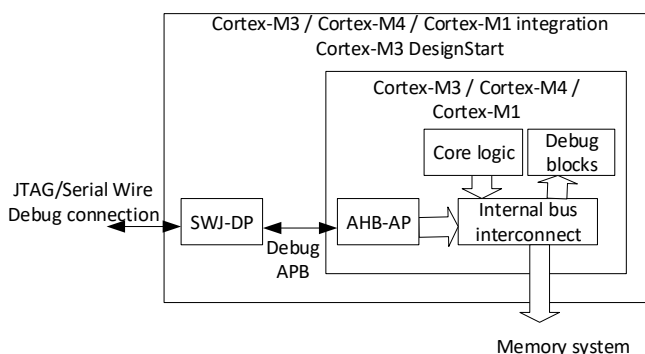 Cortex-M3 / Cortex-M4 / Cortex-M1 integration
Cortex-M3 DesignStart
Cortex-M3 / Cortex-M4 /
Cortex-M1
Core logic
Debug
blocks
JTAG/Serial Wire
Debug connection
SWJ-DP
Debug
APB
AHB-AP
Internal bus
interconnect
Memory system